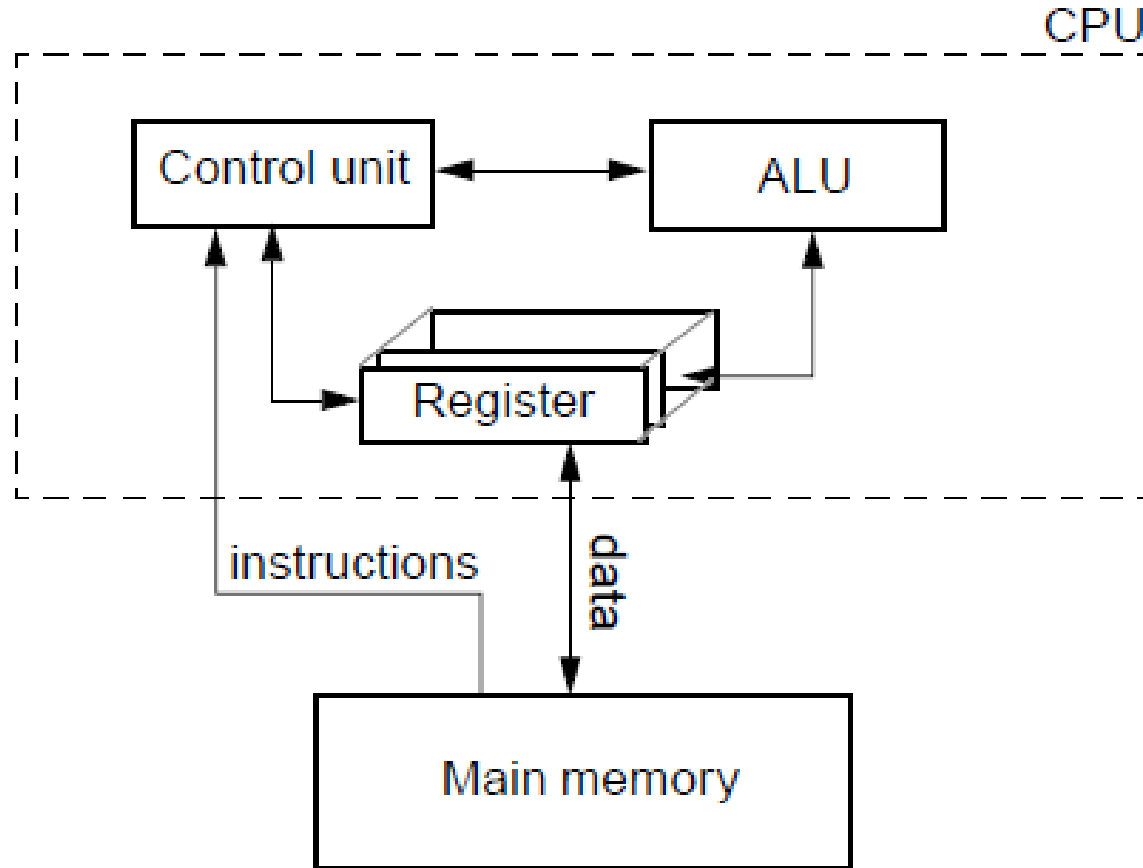 CPU
Control unit
ALU
Register
instructions
data
Main memory